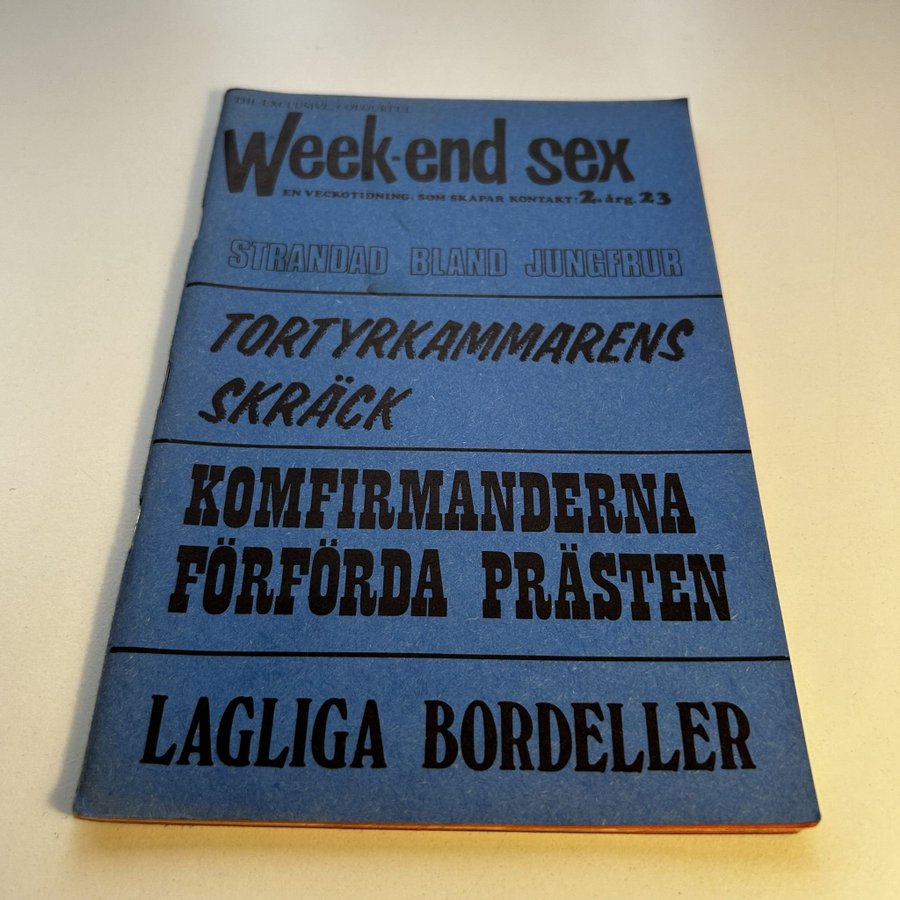 THE EXCLUSIVE, COLOURFUL
Week-end sex
EN VECKOTIDNING, SOM SKAPAR KONTAKT: 2. årg. 23
STRANDAD BLAND JUNGFRUR
TORTYRKAMMARENS
SKRÄCK
KOMFIRMANDERNA
FÖRFÖRDA PRÄSTEN
LAGLIGA BORDELLER